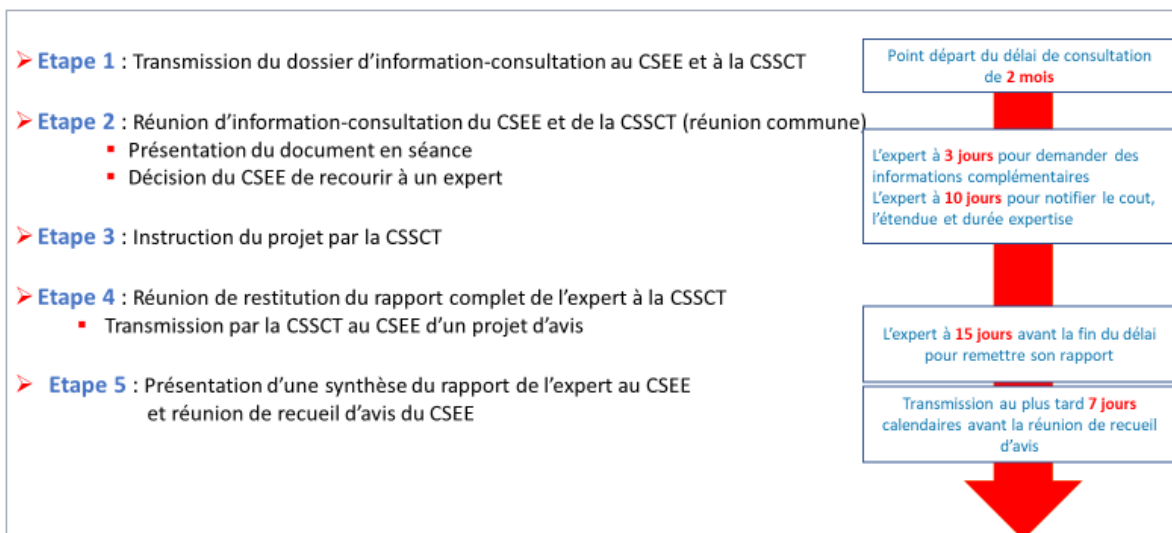 Etape 1 : Transmission du dossier d'information-consultation au CSEE et à la CSSCT
Point départ du délai de consultation
de 2 mois
Etape 2 : Réunion d'information-consultation du CSEE et de la CSSCT (réunion commune)
Présentation du document en séance
Décision du CSEE de recourir à un expert
L'expert à 3 jours pour demander des
informations complémentaires
L'expert à 10 jours pour notifier le cout,
l'étendue et durée expertise
Etape 3 : Instruction du projet par la CSSCT
Etape 4 : Réunion de restitution du rapport complet de l'expert à la CSSCT
Transmission par la CSSCT au CSEE d'un projet d'avis
L'expert à 15 jours avant la fin du délai
pour remettre son rapport
Etape 5 : Présentation d'une synthèse du rapport de l'expert au CSEE
et réunion de recueil d'avis du CSEE
Transmission au plus tard 7 jours
calendaires avant la réunion de recueil
d'avis